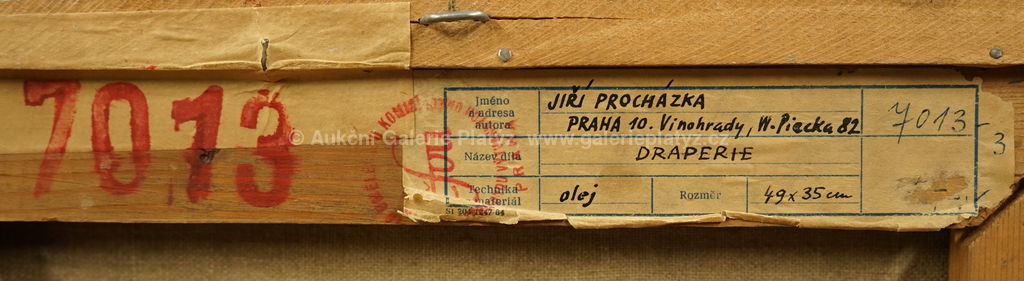 7013
Jméno
a adresa
autora
JIŘÍ PROCHÁZKA
PRAHA 10. Vinohrady, W. Piecka 82
7013-
3
Název díla
DRAPERIE
Technika
materiál
olej
Rozměr
49 x 35 cm
© Aukční Galerie Platýz www.galerieplatyz.cz